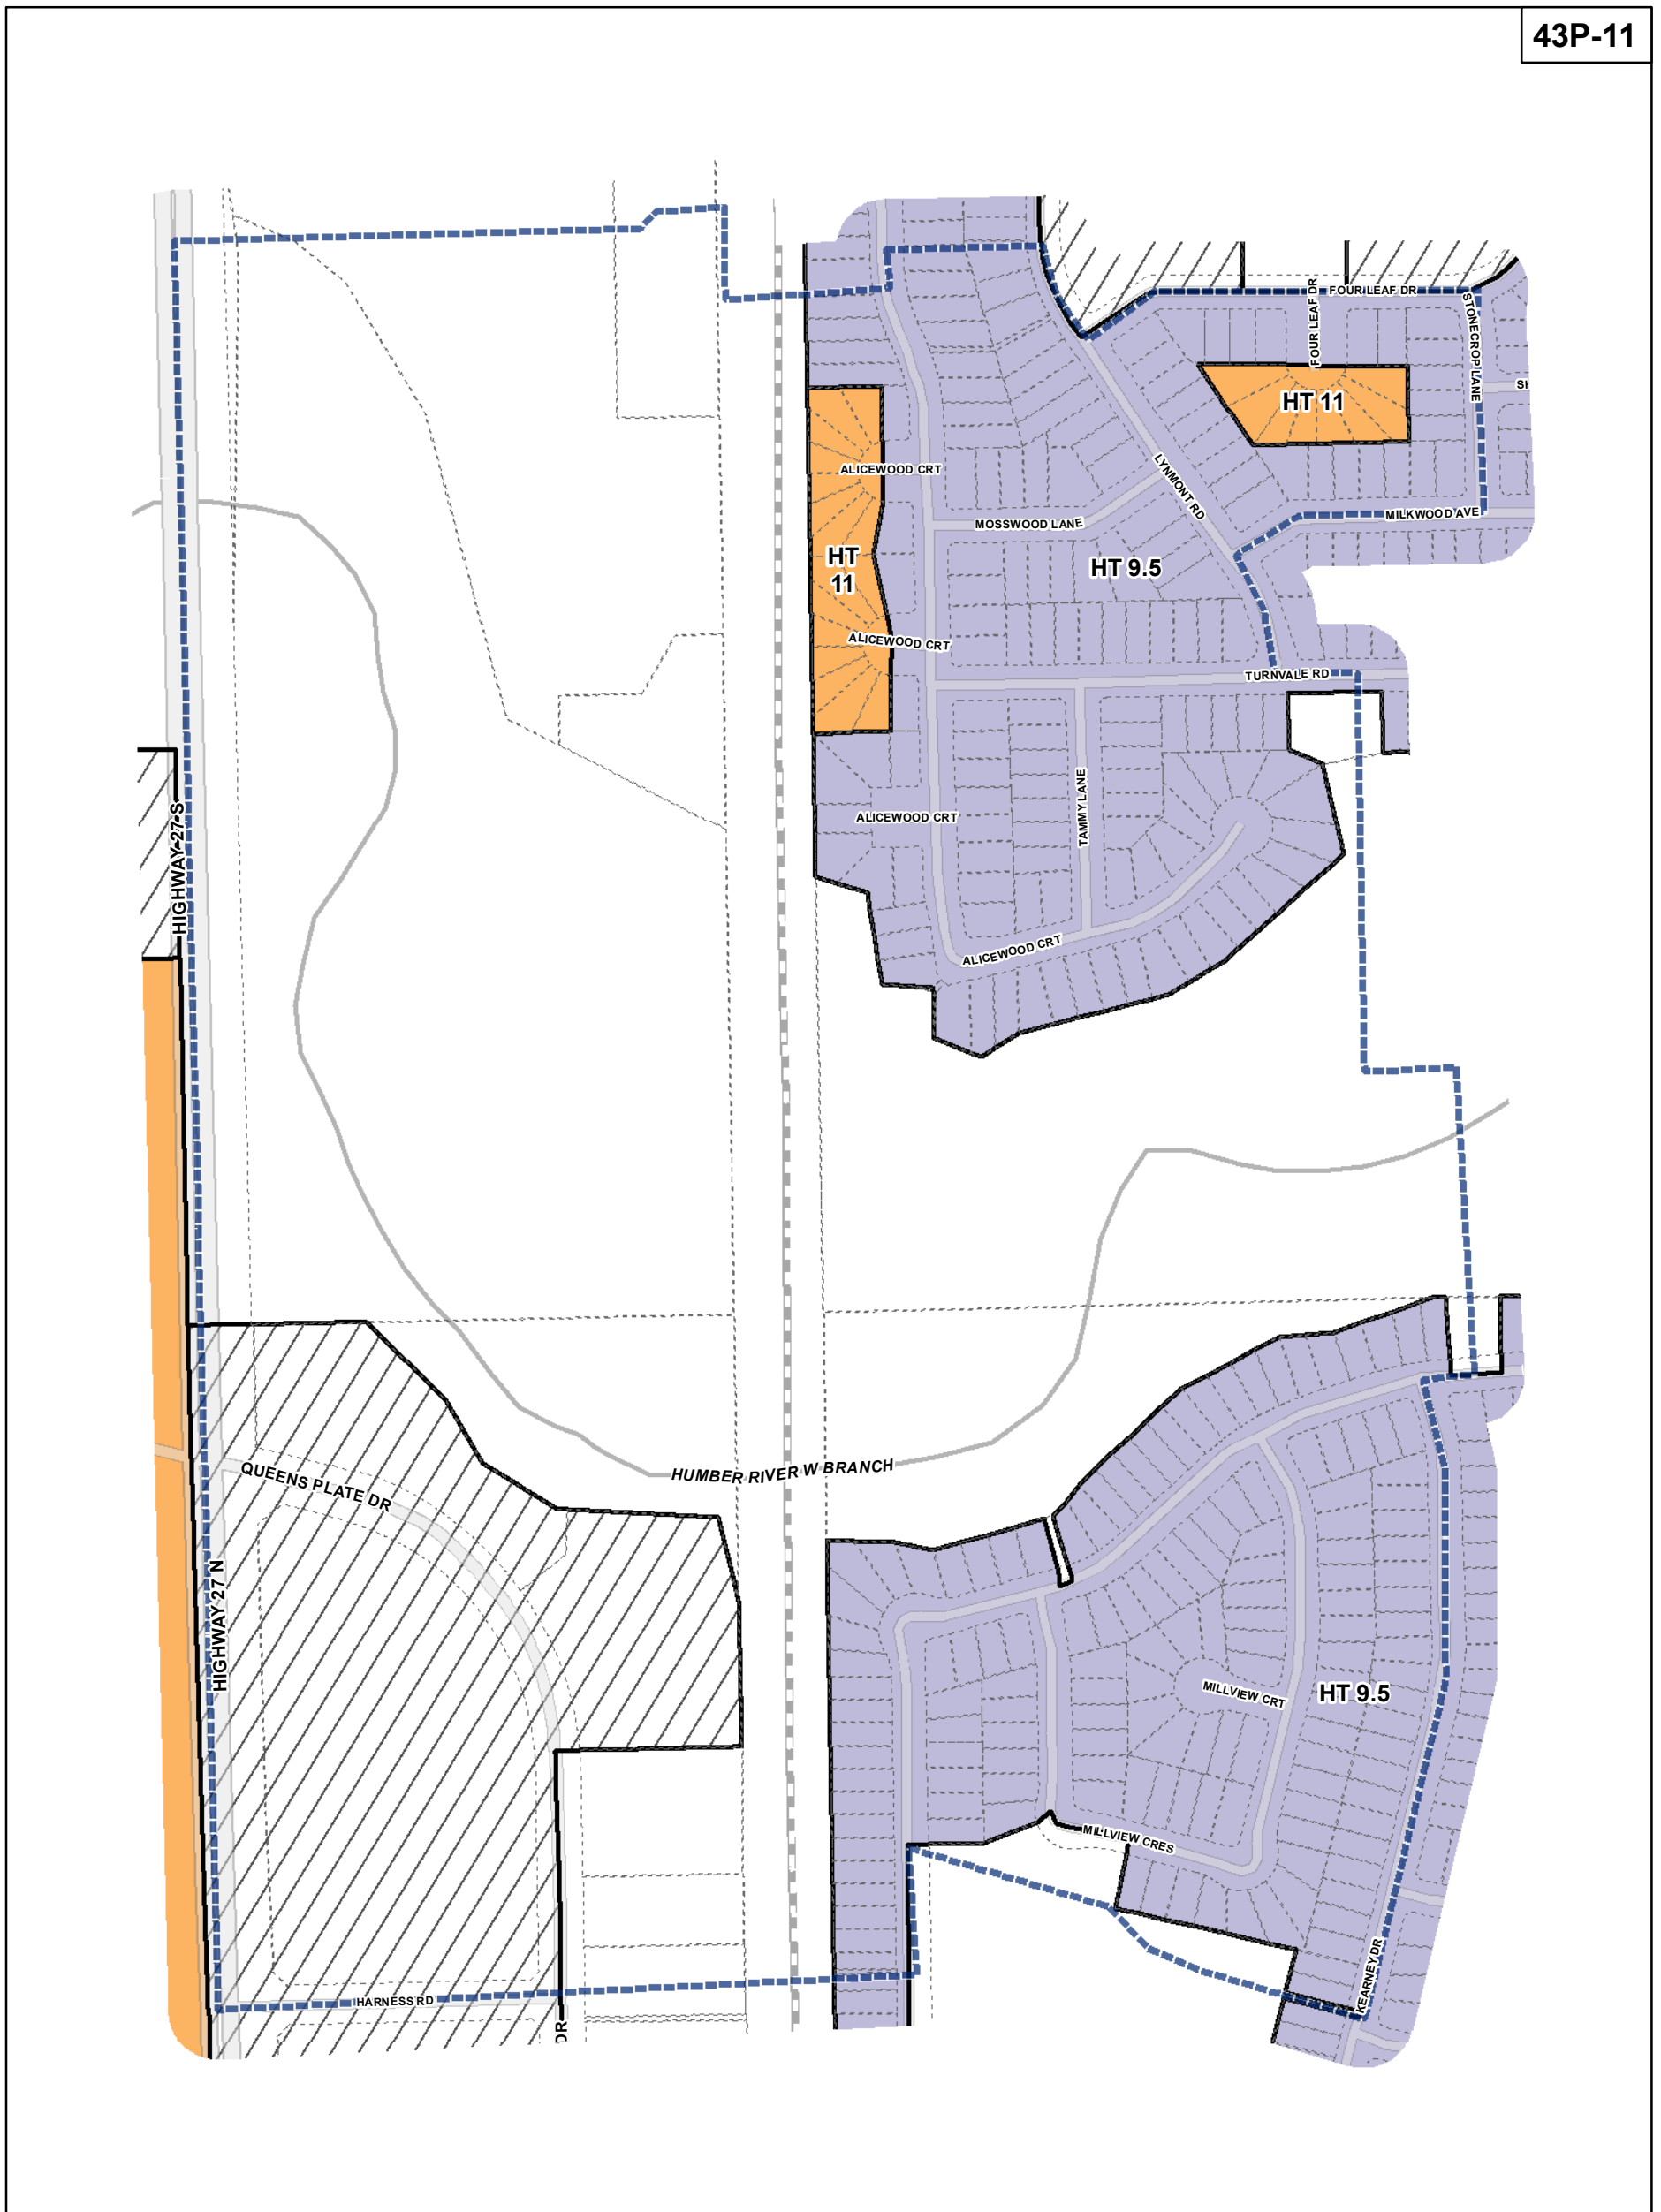 43P-11
FOUR LEAF DR
FOUR LEAF DR
STONECROP LANE
SH
HT 11
ALICEWOOD CRT
LYNMONT RD
MOSSWOOD LANE
MILKWOOD AVE
HT
11
HT 9.5
ALICEWOOD CRT
TURNVALE RD
TAMMY LANE
ALICEWOOD CRT
HIGHWAY 27 S
ALICEWOOD CRT
HUMBER RIVER W BRANCH
QUEENS PLATE DR
HIGHWAY 27 N
MILLVIEW CRT
HT 9.5
MILLVIEW CRES
KEARNEY DR
HARNESS RD
DR